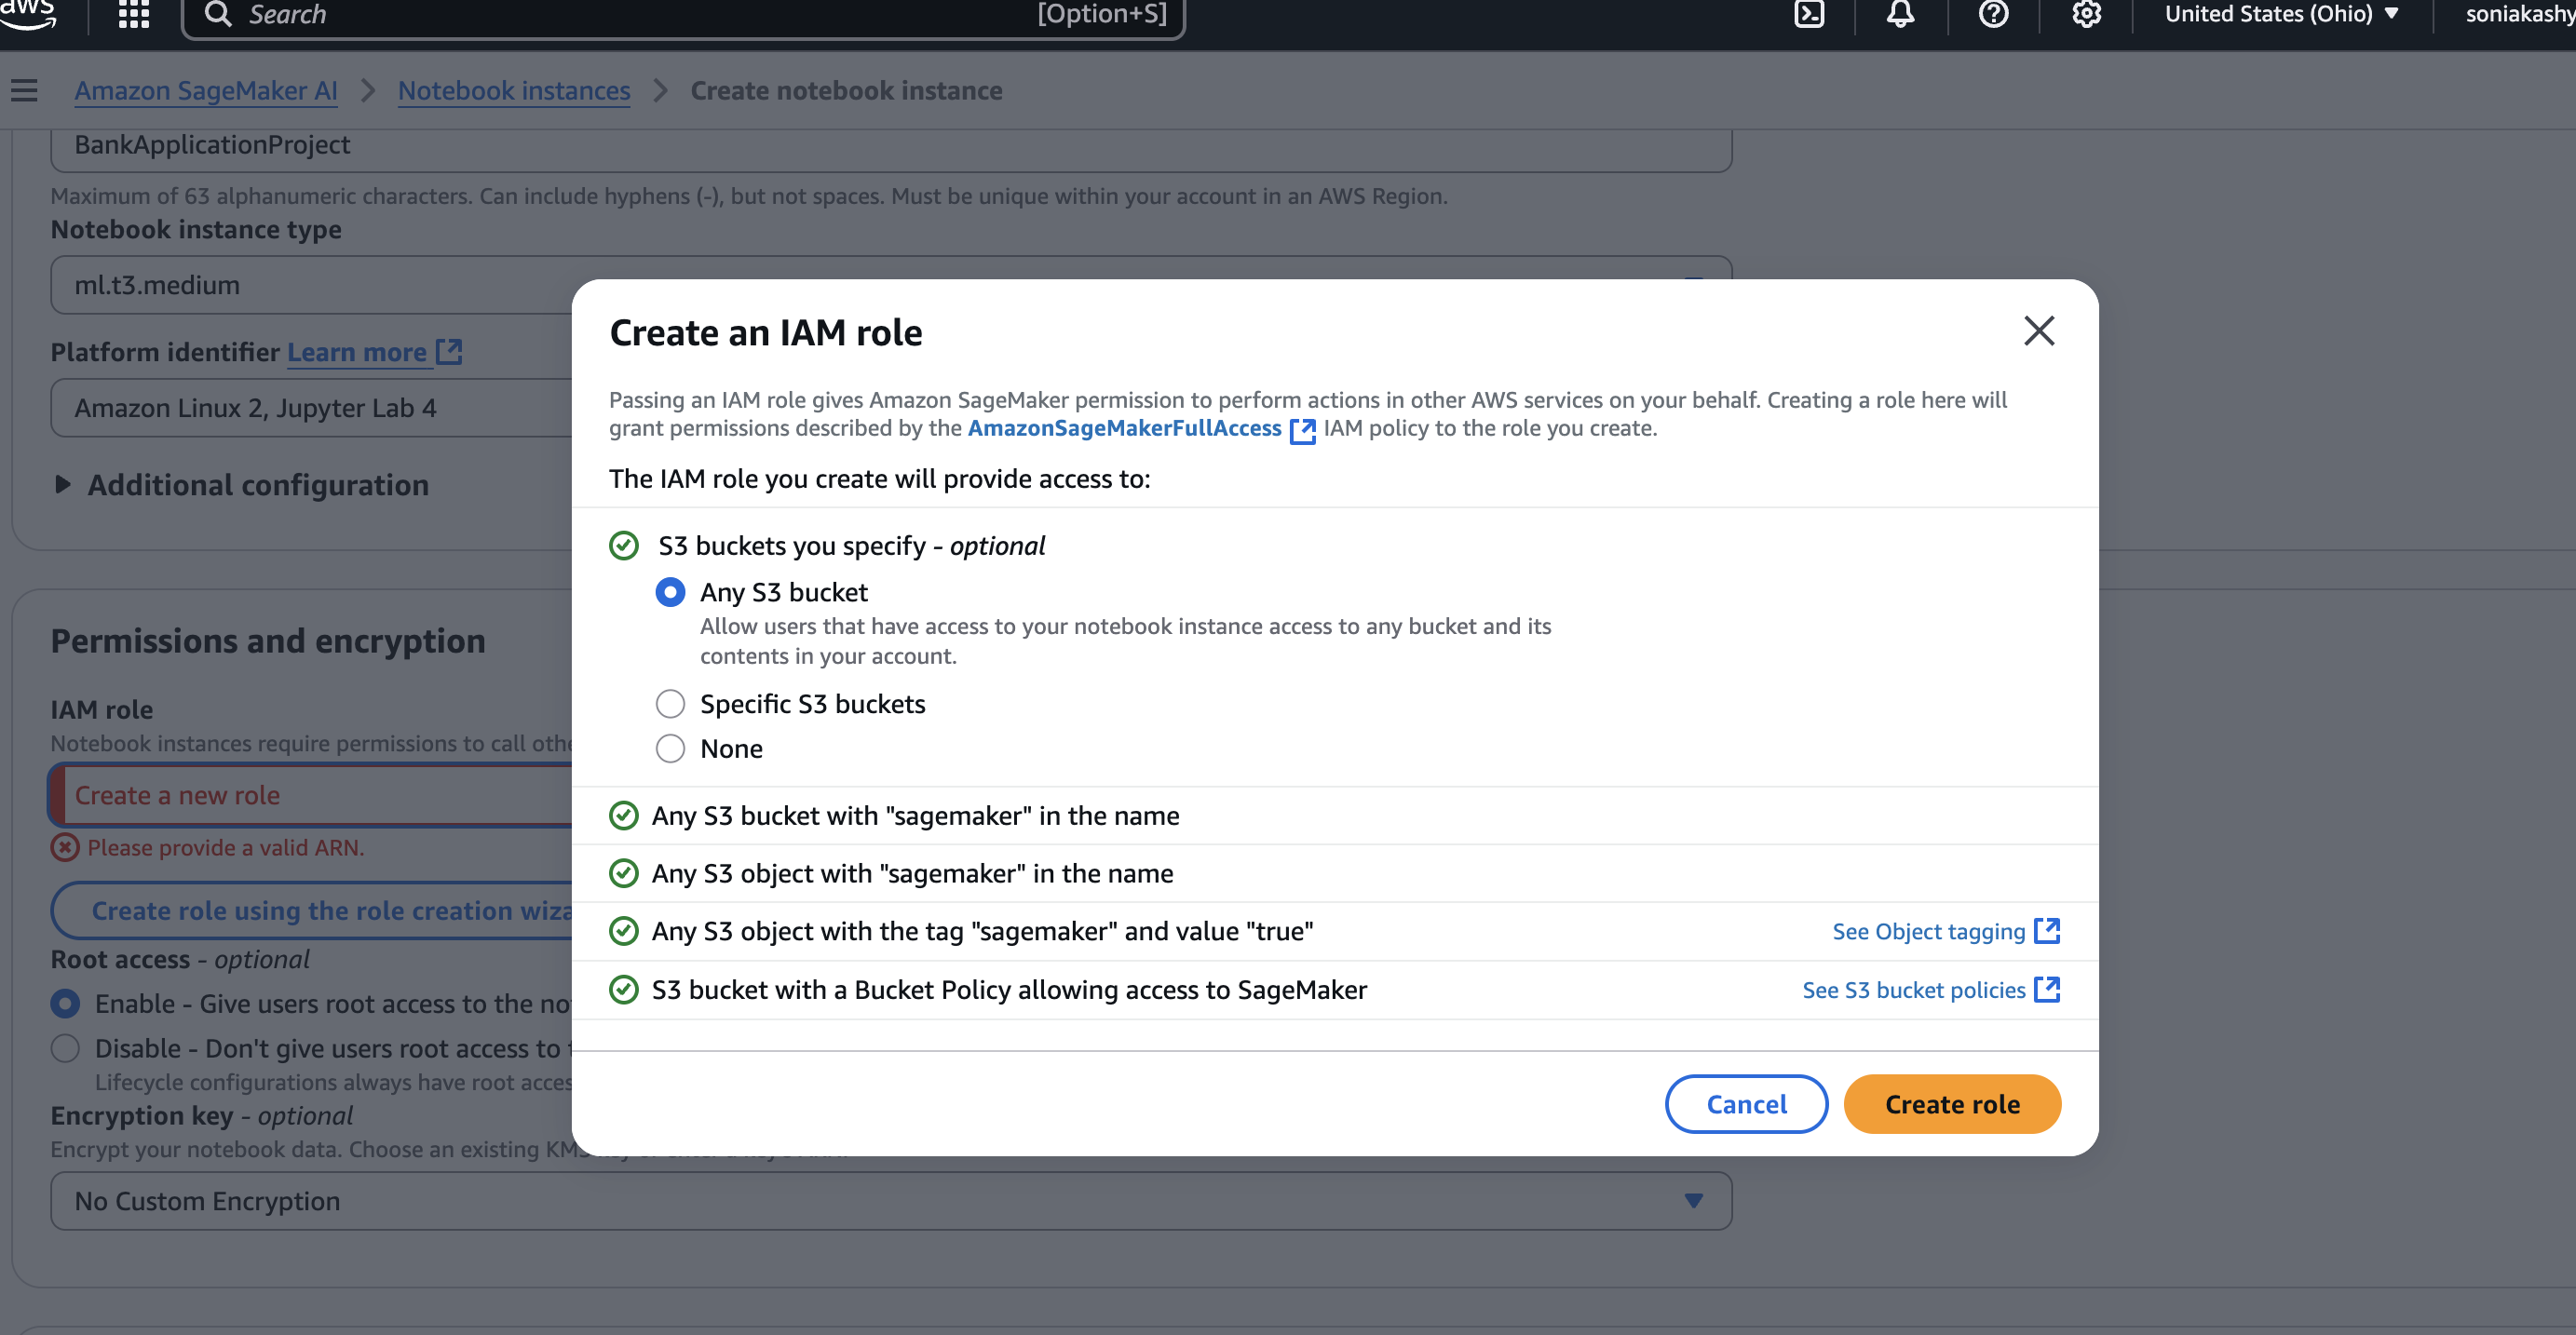 aws
Search
[Option+S]
United States (Ohio)
Amazon SageMaker AI
Notebook instances
Create notebook instance
BankApplicationProject
Maximum of 63 alphanumeric characters. Can include hyphens (-), but not spaces. Must be unique within your account in an AWS Region.
Notebook instance type
ml.t3.medium
Platform identifier Learn more
Amazon Linux 2, Jupyter Lab 4
Additional configuration
Permissions and encryption
IAM role
Notebook instances require permissions to call
Create a new role
Please provide a valid ARN.
Create role using the role creation
Root access - optional
Enable - Give users root access to the
Disable - Don't give users root access to
Lifecycle configurations always have root
Encryption key - optional
Encrypt your notebook data. Choose an existing
No Custom Encryption
Create an IAM role
Passing an IAM role gives Amazon SageMaker permission to perform actions in other AWS services on your behalf. Creating a role here will
grant permissions described by the AmazonSageMakerFullAccess IAM policy to the role you create.
The IAM role you create will provide access to:
S3 buckets you specify - optional
Any S3 bucket
Allow users that have access to your notebook instance access to any bucket and its
contents in your account.
Specific S3 buckets
None
Any S3 bucket with "sagemaker" in the name
Any S3 object with "sagemaker" in the name
Any S3 object with the tag "sagemaker" and value "true"
See Object tagging
S3 bucket with a Bucket Policy allowing access to SageMaker
See S3 bucket policies
Cancel
Create role